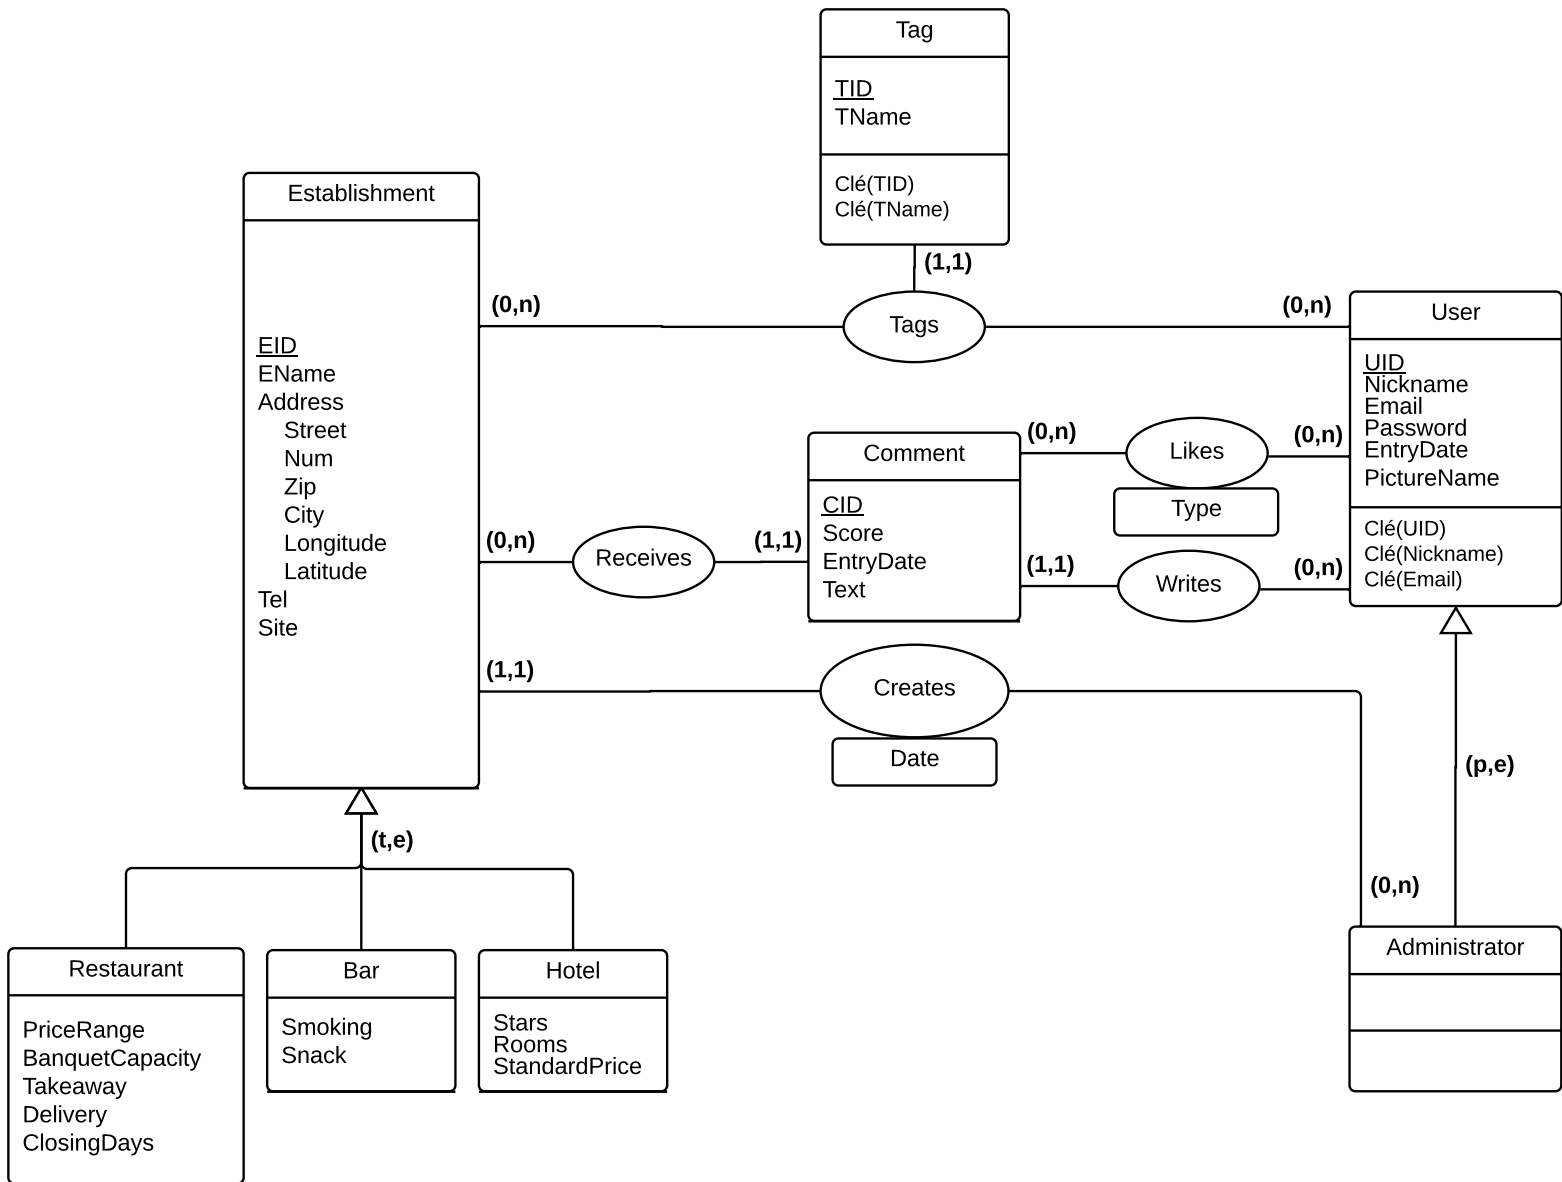 Tag
TID
TName
Clé(TID)
Clé(TName)
(1,1)
Establishment
EID
EName
Address
Street
Num
Zip
City
Longitude
Latitude
Tel
Site
(0,n)
Tags
(0,n)
User
UID
Nickname
Email
Password
EntryDate
PictureName
Clé(UID)
Clé(Nickname)
Clé(Email)
Comment
CID
Score
EntryDate
Text
(0,n)
Likes
(0,n)
Type
(0,n)
Receives
(1,1)
(1,1)
Writes
(0,n)
(1,1)
Creates
Date
(p,e)
(t,e)
(0,n)
Restaurant
PriceRange
BanquetCapacity
Takeaway
Delivery
ClosingDays
Bar
Smoking
Snack
Hotel
Stars
Rooms
StandardPrice
Administrator